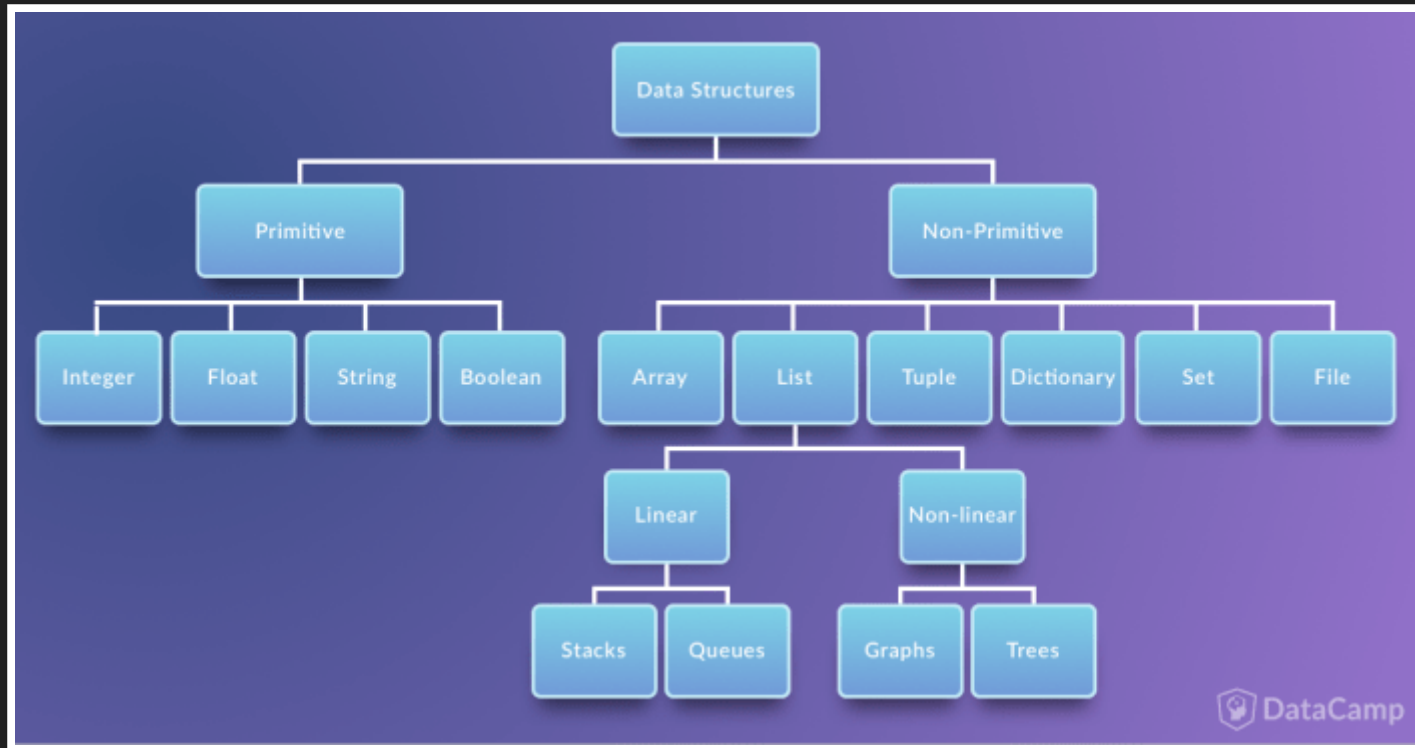 Data Structures
Primitive
Non-Primitive
Integer
Float
String
Boolean
Array
List
Tuple
Dictionary
Set
File
Linear
Non-linear
Stacks
Queues
Graphs
Trees
DataCamp